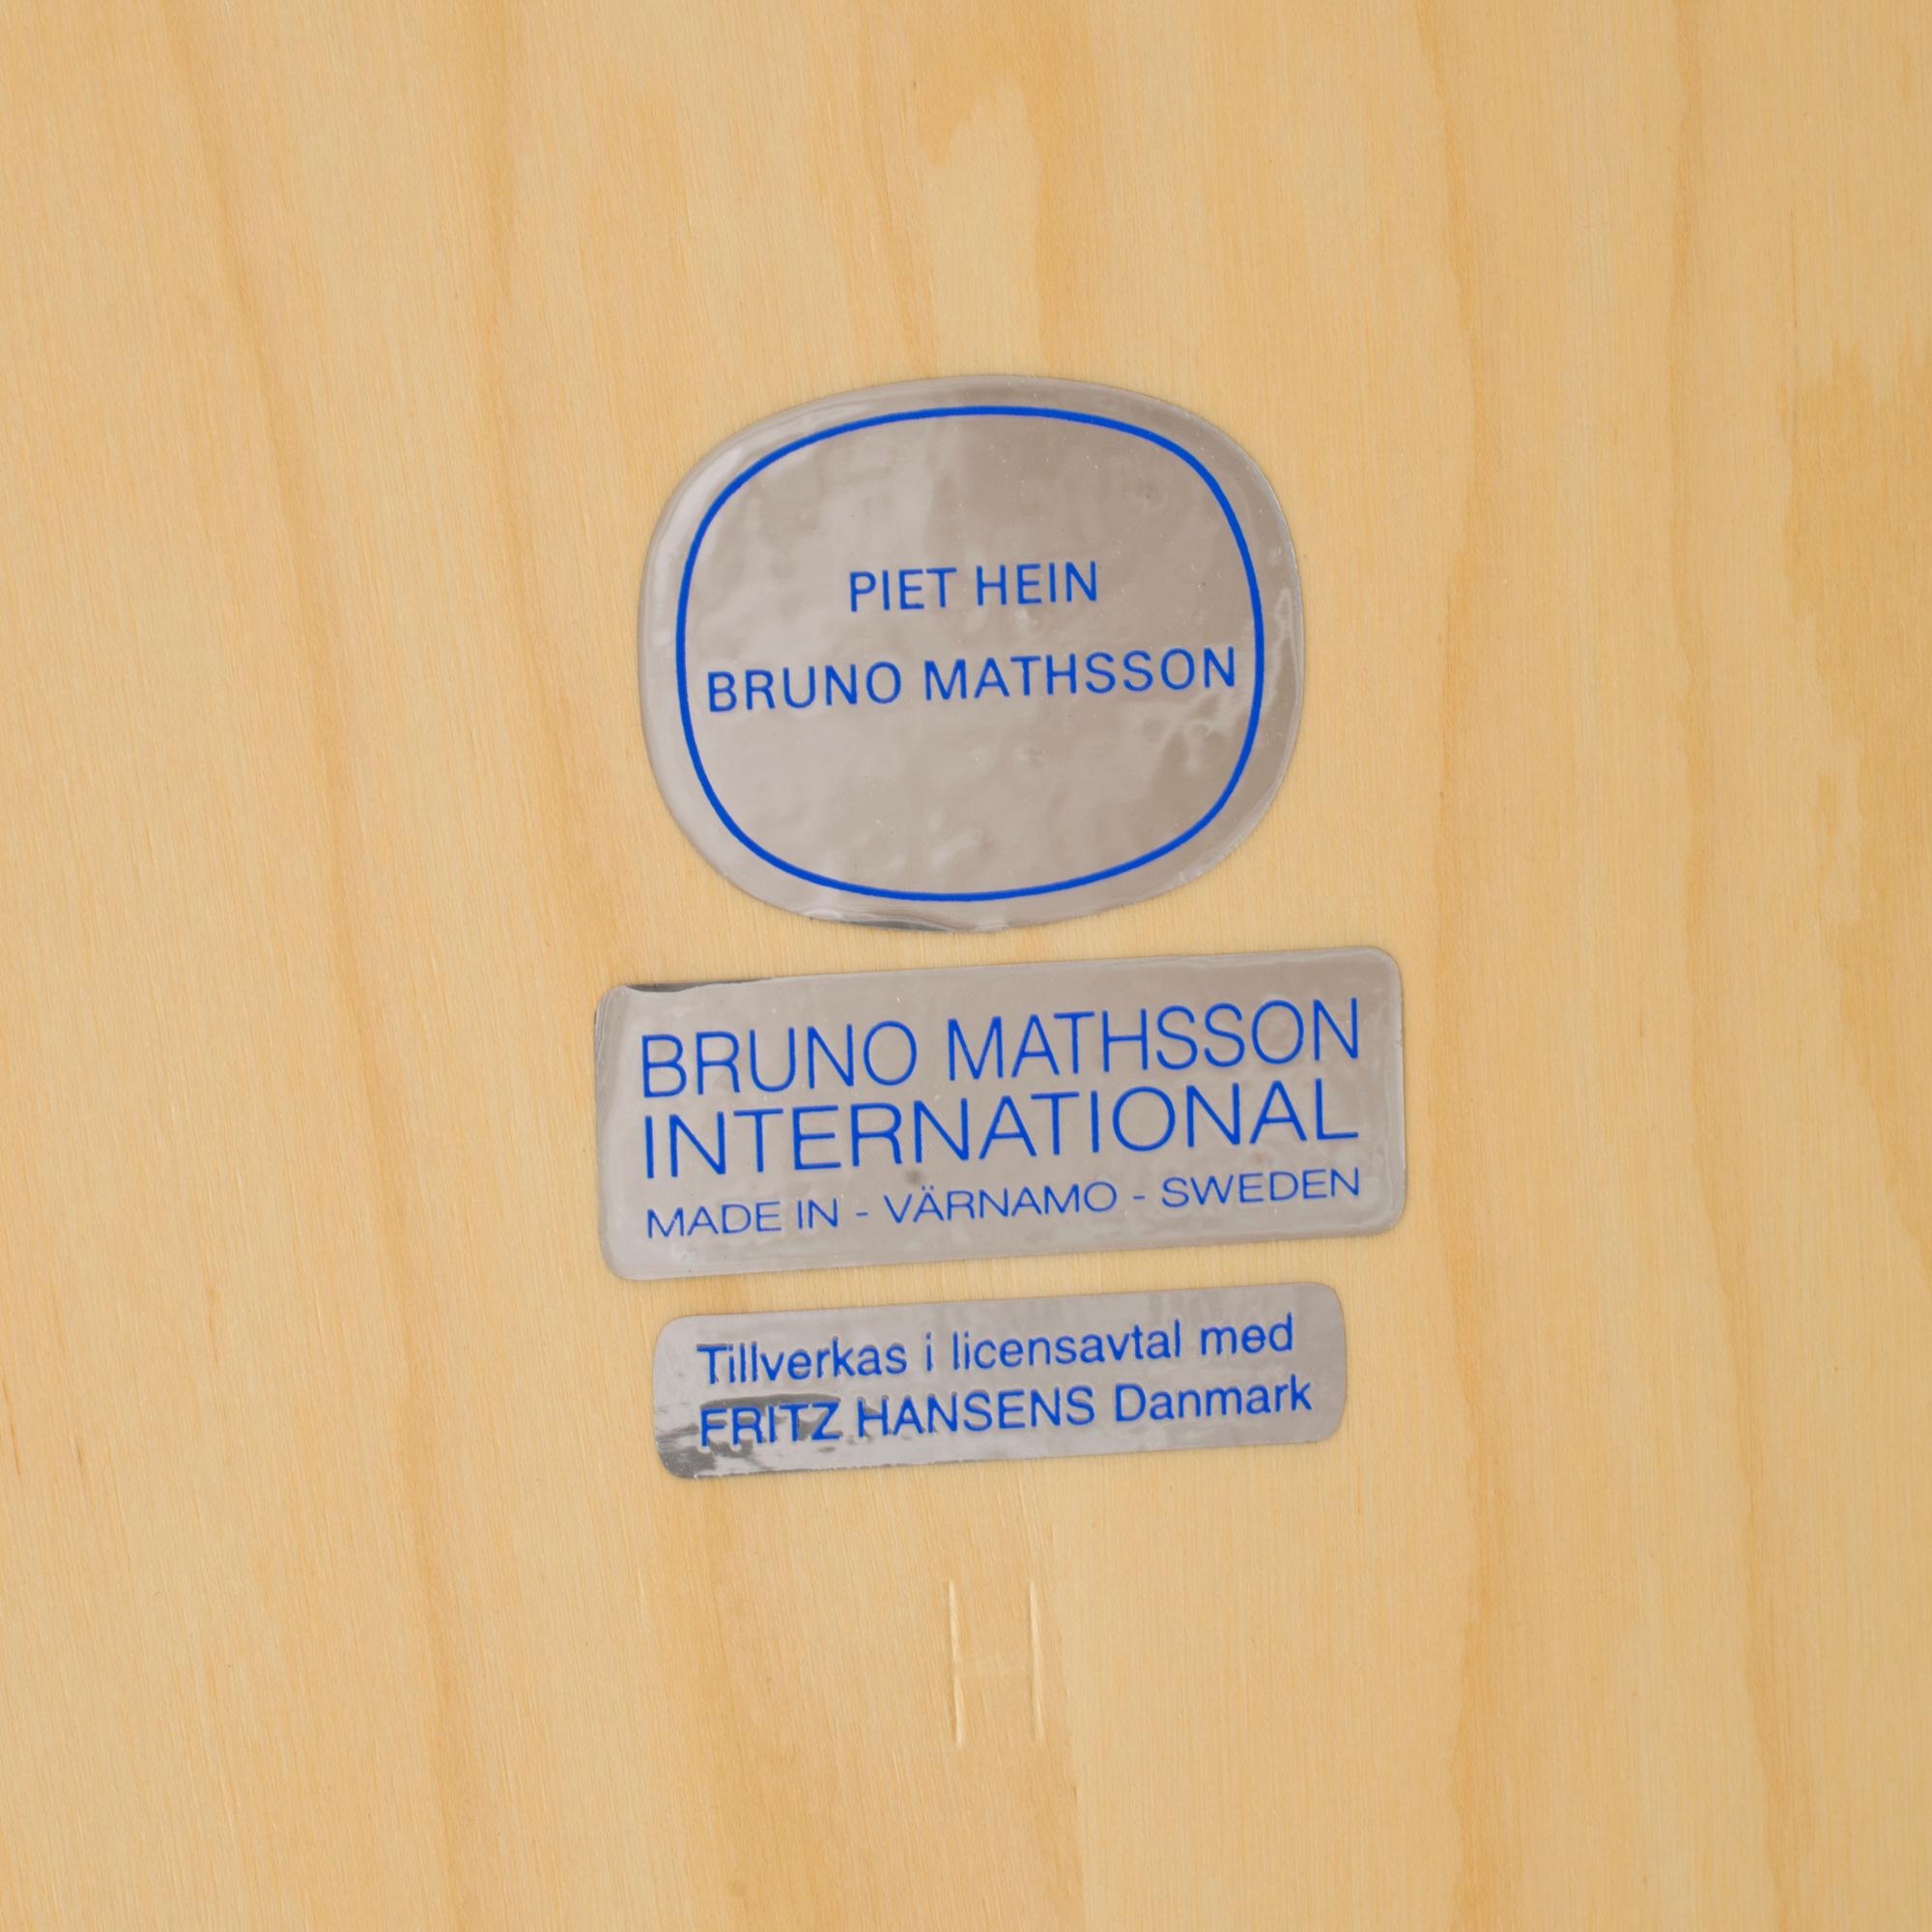 PIET HEIN
BRUNO MATHSSON
BRUNO MATHSSON
INTERNATIONAL
MADE IN - VÄRNAMO - SWEDEN
Tillverkas i licensavtal med
FRITZ HANSENS Danmark
H